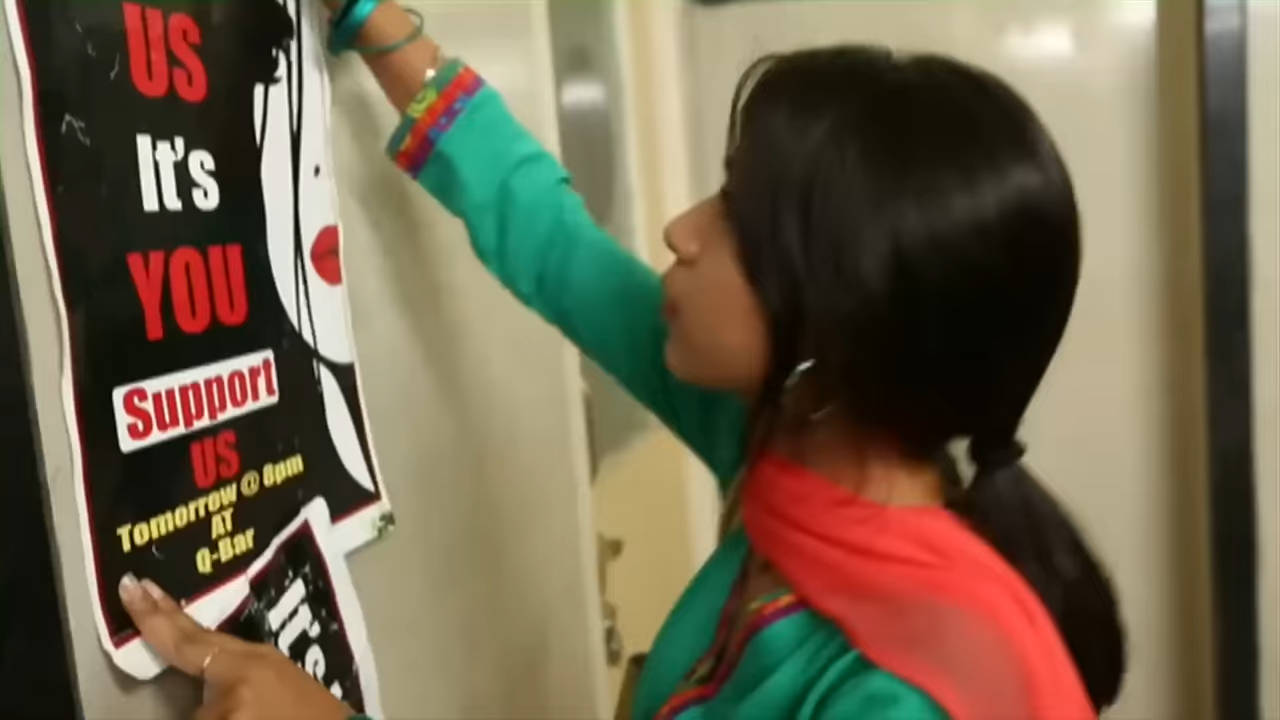 US
It's
YOU
Support
US
Tomorrow @ 8pm
AT
Q-Bar
It's